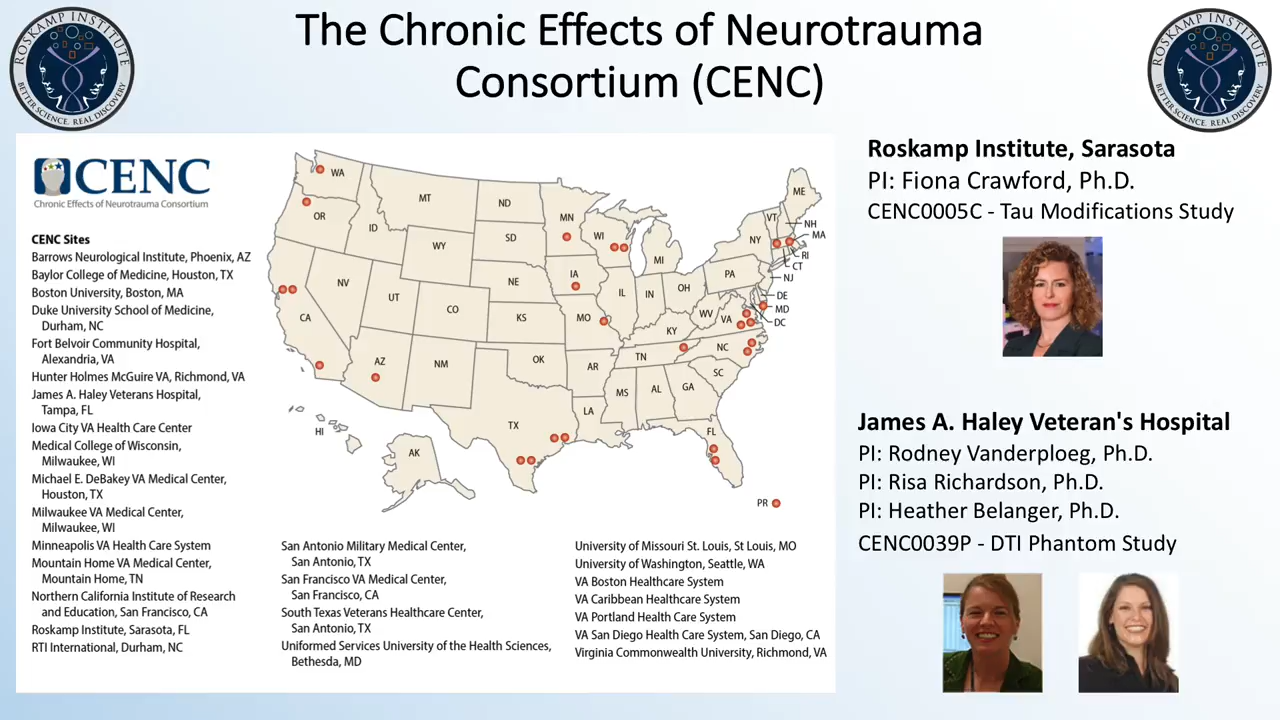 The Chronic Effects of Neurotrauma
Consortium (CENC)
ROSKAMP INSTITUTE
BETTER SCIENCE. REAL DISCOVERY
ROSKAMP INSTITUTE
BETTER SCIENCE. REAL DISCOVERY
CENC
Chronic Effects of Neurotrauma Consortium
CENC Sites
Barrows Neurological Institute, Phoenix, AZ
Baylor College of Medicine, Houston, TX
Boston University, Boston, MA
Duke University School of Medicine,
Durham, NC
Fort Belvoir Community Hospital,
Alexandria, VA
Hunter Holmes McGuire VA, Richmond, VA
James A. Haley Veterans Hospital,
Tampa, FL
Iowa City VA Health Care Center
Medical College of Wisconsin,
Milwaukee, WI
Michael E. DeBakey VA Medical Center,
Houston, TX
Milwaukee VA Medical Center,
Milwaukee, WI
Minneapolis VA Health Care System
Mountain Home VA Medical Center,
Mountain Home, TN
Northern California Institute of Research
and Education, San Francisco, CA
Roskamp Institute, Sarasota, FL
RTI International, Durham, NC
San Antonio Military Medical Center,
San Antonio, TX
San Francisco VA Medical Center,
San Francisco, CA
South Texas Veterans Healthcare Center,
San Antonio, TX
Uniformed Services University of the Health Sciences,
Bethesda, MD
University of Missouri St. Louis, St Louis, MO
University of Washington, Seattle, WA
VA Boston Healthcare System
VA Caribbean Healthcare System
VA Portland Health Care System
VA San Diego Health Care System, San Diego, CA
Virginia Commonwealth University, Richmond, VA
WA
MT
ND
MN
ME
OR
ID
SD
WI
VT
NH
MA
NY
WY
MI
RI
CT
NV
NE
IA
PA
NJ
UT
IL
IN
OH
DE
CO
MD
CA
KS
MO
WV
VA
DC
KY
AZ
NM
OK
TN
NC
AR
SC
MS
AL
GA
LA
TX
HI
AK
FL
PR
Roskamp Institute, Sarasota
PI: Fiona Crawford, Ph.D.
CENC0005C - Tau Modifications Study
James A. Haley Veteran's Hospital
PI: Rodney Vanderploeg, Ph.D.
PI: Risa Richardson, Ph.D.
PI: Heather Belanger, Ph.D.
CENC0039P - DTI Phantom Study